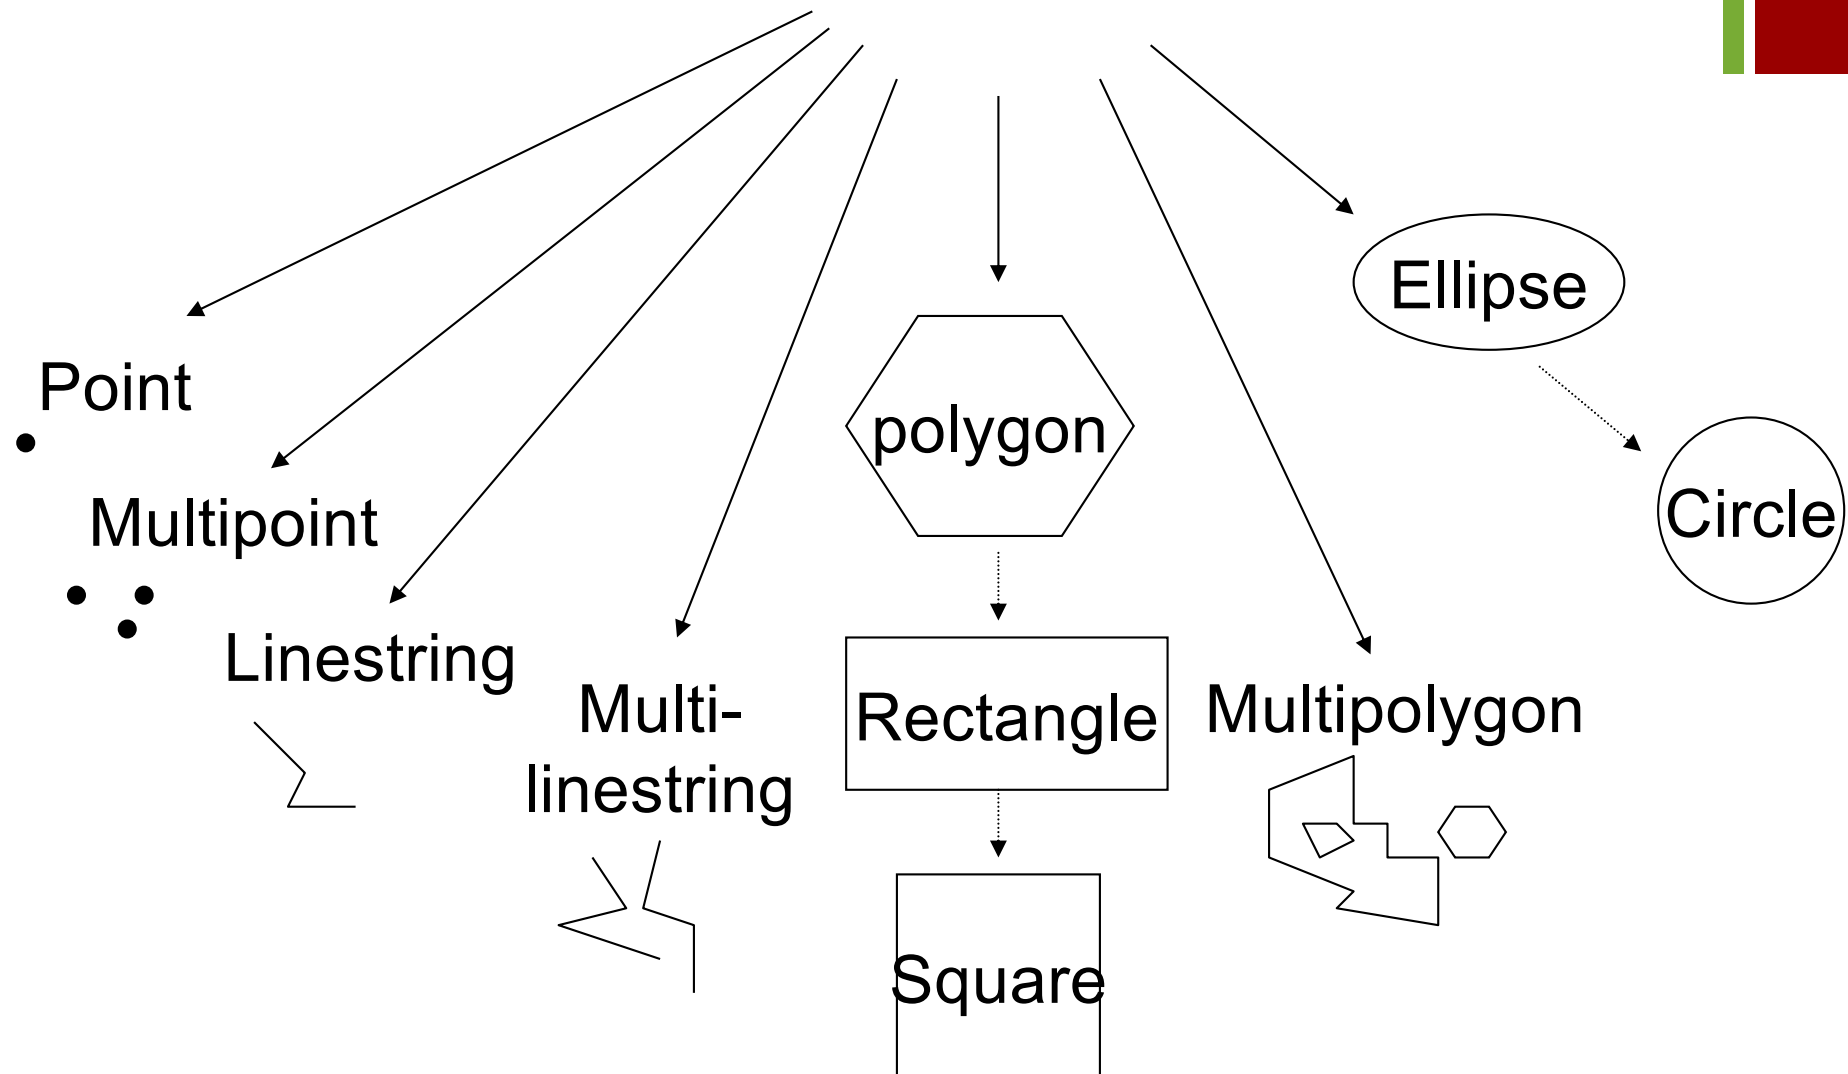 Ellipse
Point
polygon
Multipoint
Circle
Linestring
Multi-
linestring
Rectangle
Multipolygon
Square